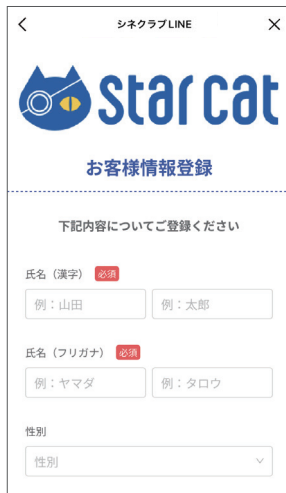 シネクラブLINE
star cat
お客様情報登録
下記内容についてご登録ください
氏名（漢字） 必須
例：山田 例：太郎
氏名（フリガナ） 必須
例：ヤマダ 例：タロウ
性別
性別